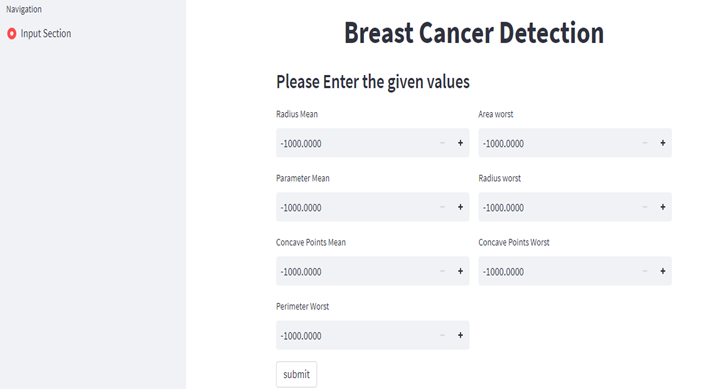 Navigation
Input Section
Breast Cancer Detection
Please Enter the given values
Radius Mean
-1000.0000 − +
Area worst
-1000.0000 − +
Parameter Mean
-1000.0000 − +
Radius worst
-1000.0000 − +
Concave Points Mean
-1000.0000 − +
Concave Points Worst
-1000.0000 − +
Perimeter Worst
-1000.0000 − +
submit